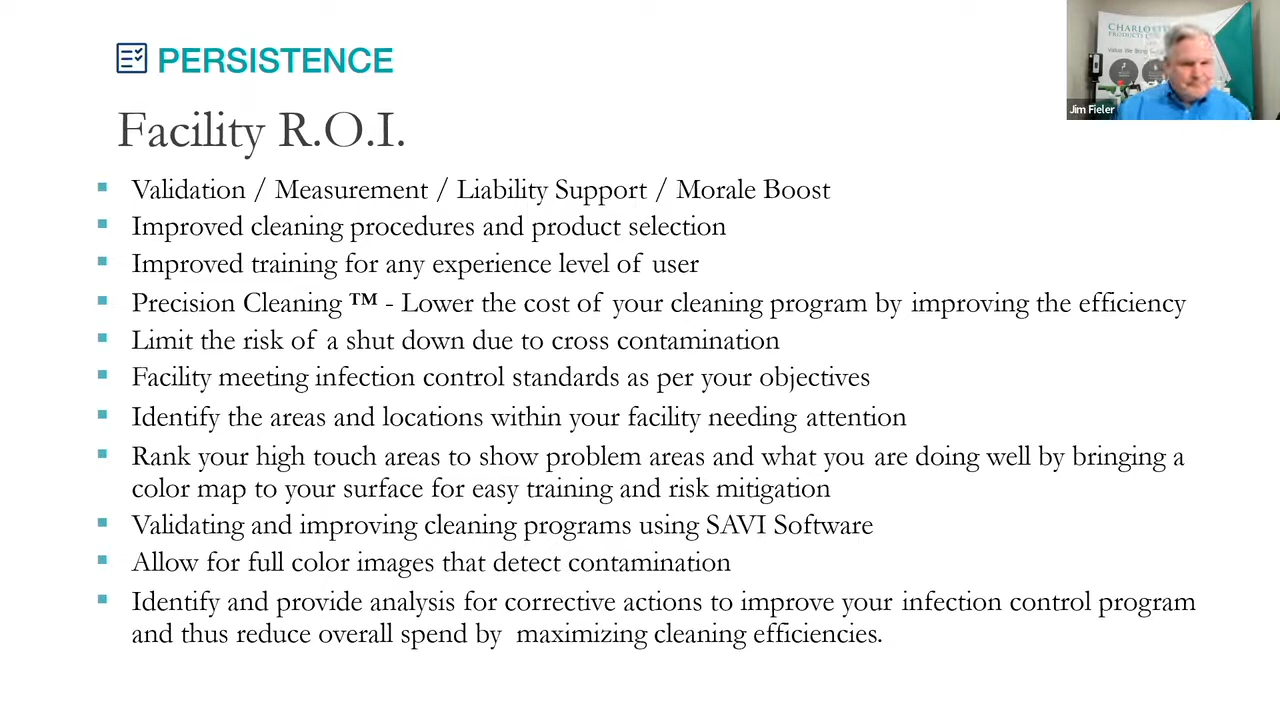 PERSISTENCE
Facility R.O.I.
Validation / Measurement / Liability Support / Morale Boost
Improved cleaning procedures and product selection
Improved training for any experience level of user
Precision Cleaning ™ - Lower the cost of your cleaning program by improving the efficiency
Limit the risk of a shut down due to cross contamination
Facility meeting infection control standards as per your objectives
Identify the areas and locations within your facility needing attention
Rank your high touch areas to show problem areas and what you are doing well by bringing a
color map to your surface for easy training and risk mitigation
Validating and improving cleaning programs using SAVI Software
Allow for full color images that detect contamination
Identify and provide analysis for corrective actions to improve your infection control program
and thus reduce overall spend by maximizing cleaning efficiencies.
Value We Bring
Jim Fieler